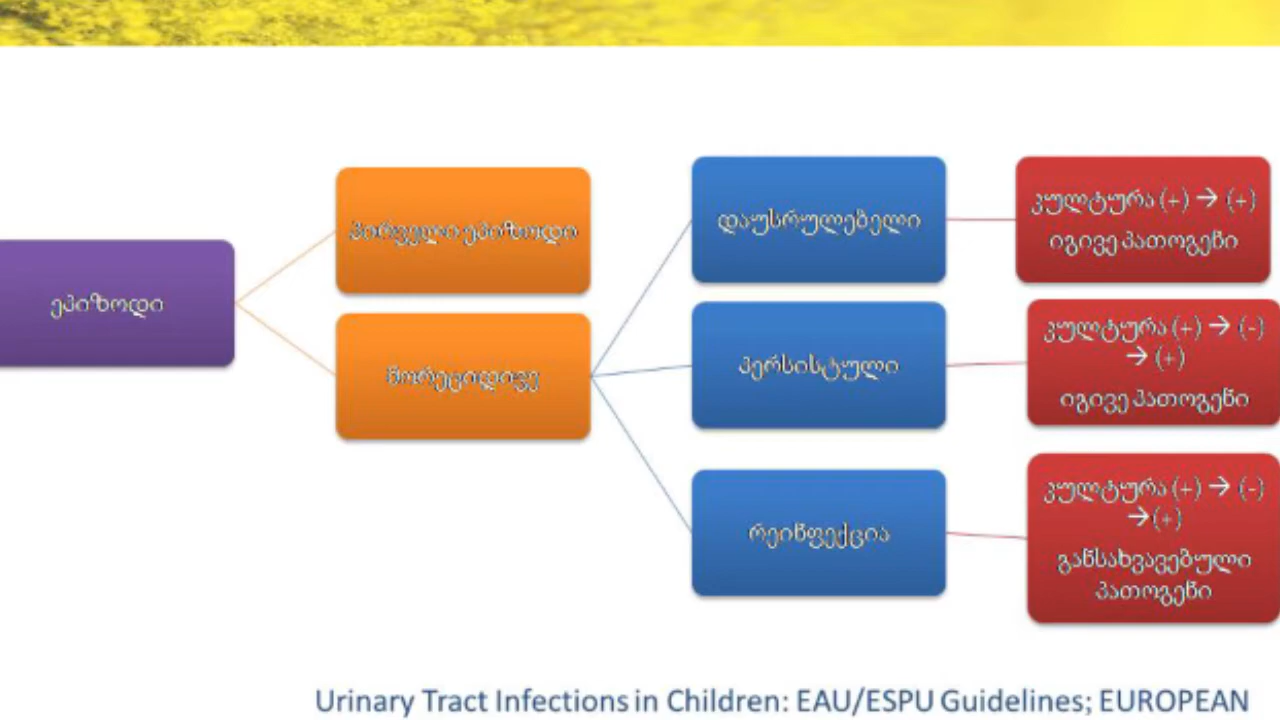 ეპიზოდი
პირველი ეპიზოდი
მორეციდივე
დაუსრულებელი
პერსისტული
რეინფექცია
კულტურა (+) → (+)
იგივე პათოგენი
კულტურა (+) → (-)
→ (+)
იგივე პათოგენი
კულტურა (+) → (-)
→(+)
განსახვავებული
პათოგენი
Urinary Tract Infections in Children: EAU/ESPU Guidelines; EUROPEAN